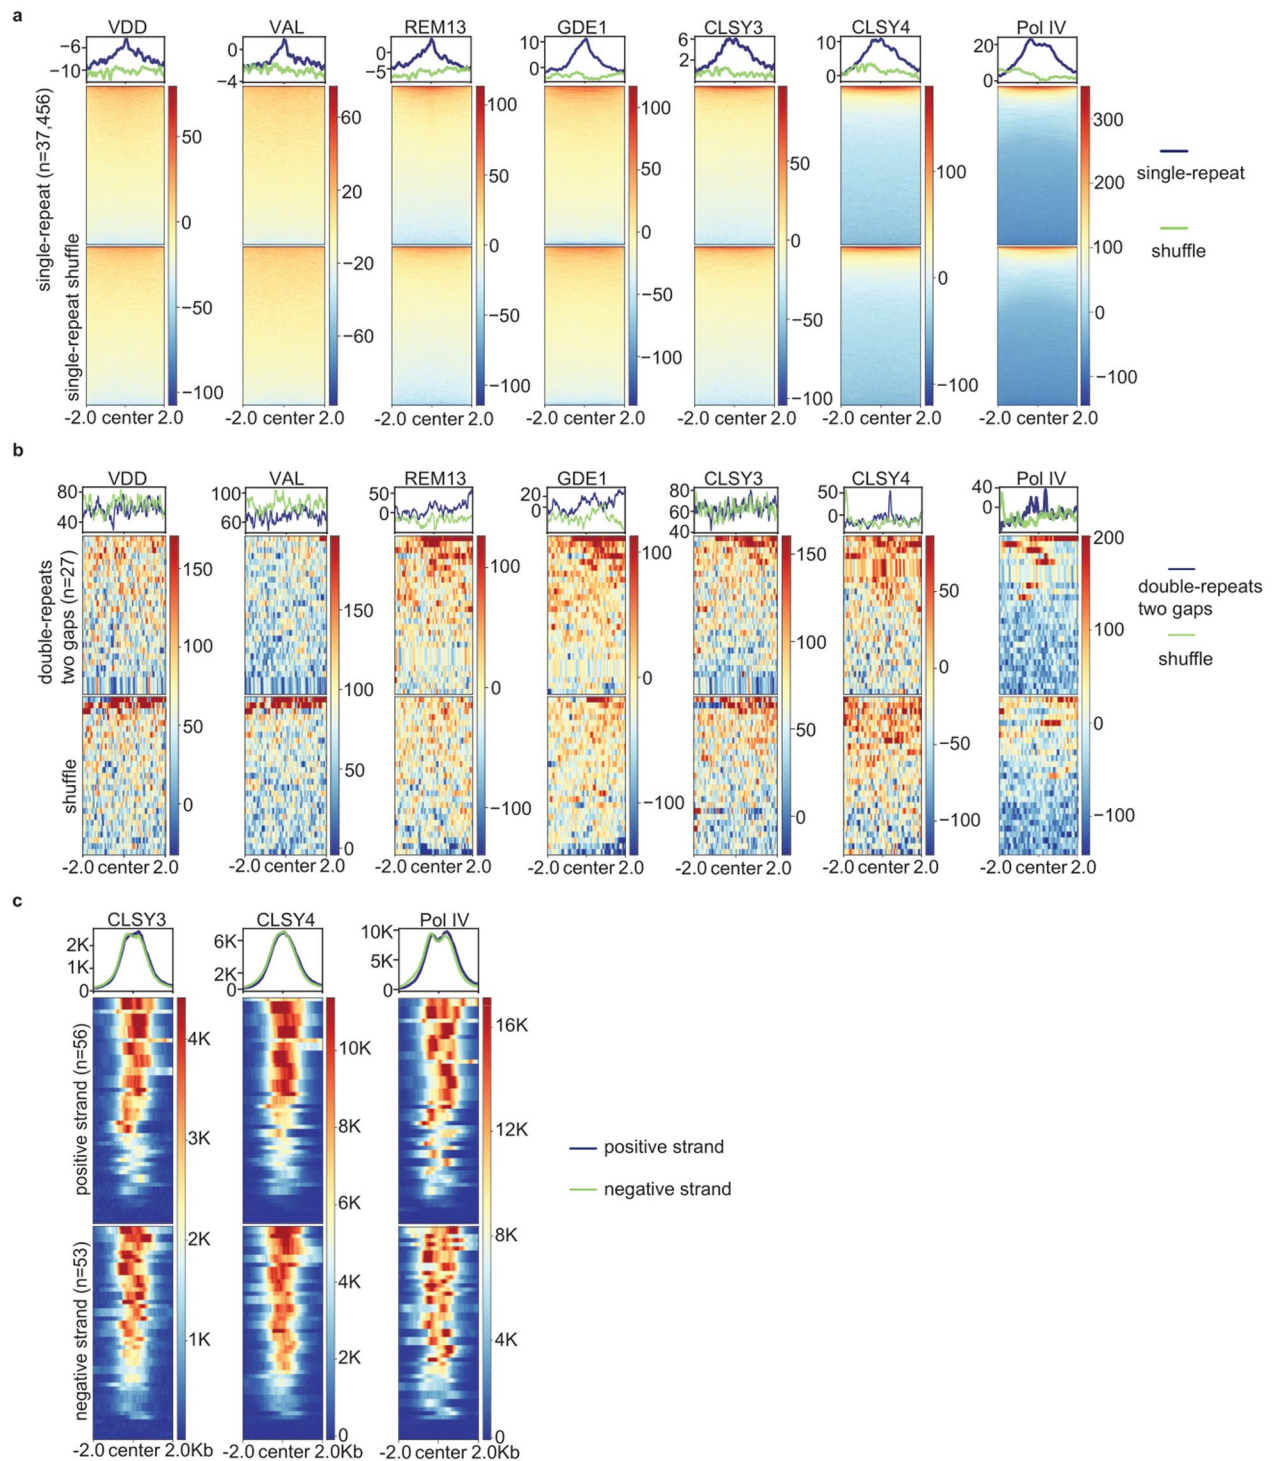 a
VDD
VAL
REM13
GDE1
CLSY3
CLSY4
Pol IV
−6
−10
0
−4
0
−5
10
0
6
2
10
0
20
0
single-repeat (n=37,456)
single-repeat shuffle
50
0
−50
−100
60
20
−20
−60
100
50
0
−50
−100
100
50
0
−50
−100
50
0
−50
−100
100
0
−100
300
200
100
0
−100
single-repeat
shuffle
-2.0 center 2.0
-2.0 center 2.0
-2.0 center 2.0
-2.0 center 2.0
-2.0 center 2.0
-2.0 center 2.0
-2.0 center 2.0
b
VDD
VAL
REM13
GDE1
CLSY3
CLSY4
Pol IV
80
40
100
60
50
0
20
0
80
60
40
50
0
40
0
double-repeats
two gaps (n=27)
shuffle
150
100
50
0
150
100
50
0
100
0
−100
100
0
−100
150
100
50
0
50
0
−50
−100
200
100
0
−100
double-repeats
two gaps
shuffle
-2.0 center 2.0
-2.0 center 2.0
-2.0 center 2.0
-2.0 center 2.0
-2.0 center 2.0
-2.0 center 2.0
-2.0 center 2.0
c
CLSY3
CLSY4
Pol IV
2K
1K
0
6K
2K
0
10K
5K
0
positive strand (n=56)
negative strand (n=53)
4K
3K
2K
1K
10K
8K
6K
4K
2K
0
16K
12K
8K
4K
0
positive strand
negative strand
-2.0 center 2.0Kb
-2.0 center 2.0Kb
-2.0 center 2.0Kb